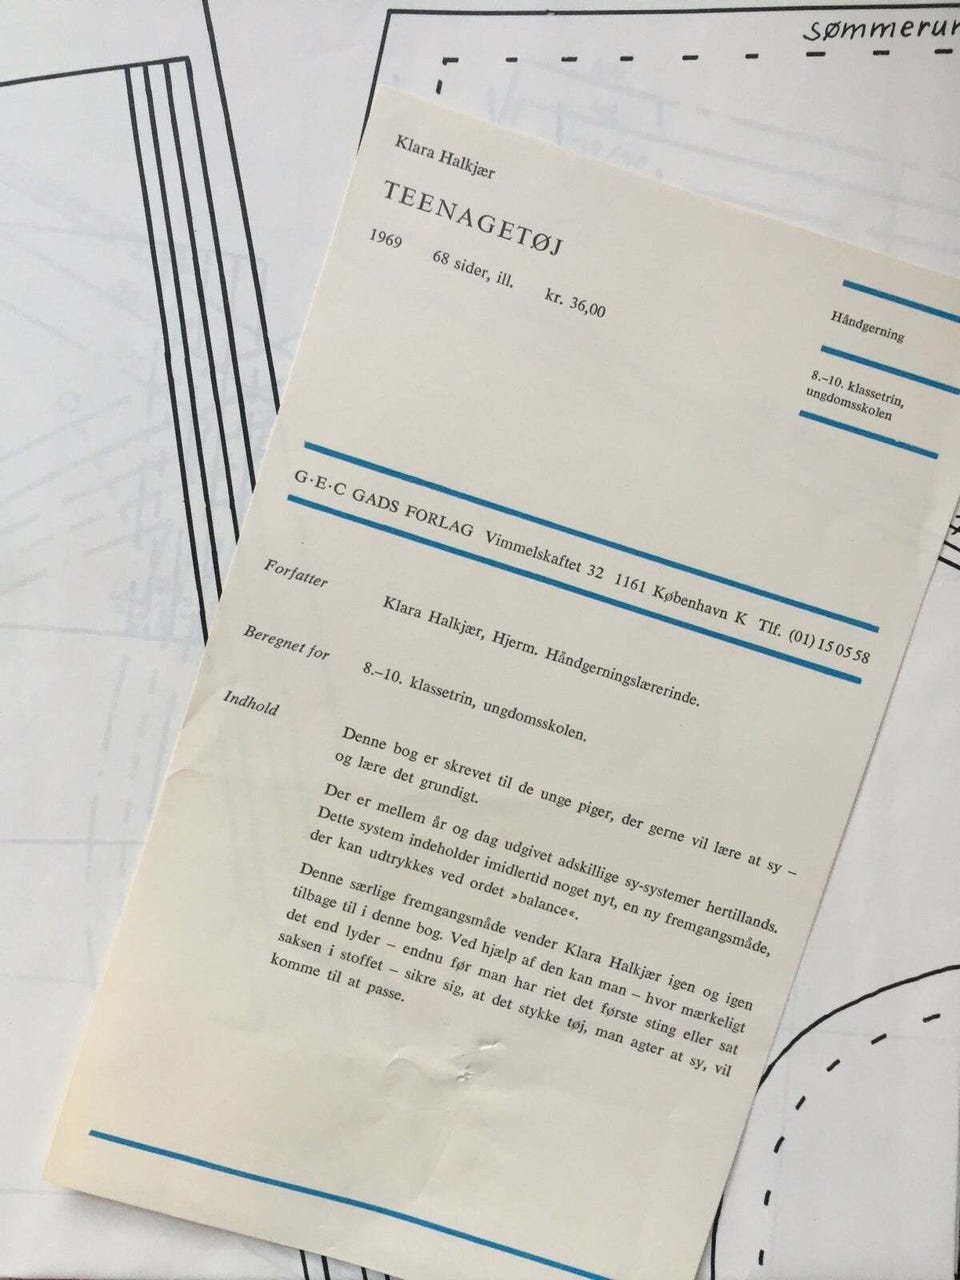 Klara Halkjær
TEENAGETØJ
1969 68 sider, ill. kr. 36,00
Håndgerning
8.–10. klassetrin,
ungdomsskolen
G·E·C GADS FORLAG Vimmelskaftet 32 1161 København K Tlf. (01) 15 05 58
Forfatter Klara Halkjær, Hjerm. Håndgerningslærerinde.
Beregnet for 8.–10. klassetrin, ungdomsskolen.
Indhold Denne bog er skrevet til de unge piger, der gerne vil lære at sy –
og lære det grundigt.
Der er mellem år og dag udgivet adskillige sy-systemer hertillands.
Dette system indeholder imidlertid noget nyt, en ny fremgangsmåde,
der kan udtrykkes ved ordet »balance«.
Denne særlige fremgangsmåde vender Klara Halkjær igen og igen
tilbage til i denne bog. Ved hjælp af den kan man – hvor mærkeligt
det end lyder – endnu før man har riet det første sting eller sat
saksen i stoffet – sikre sig, at det stykke tøj, man agter at sy, vil
komme til at passe.